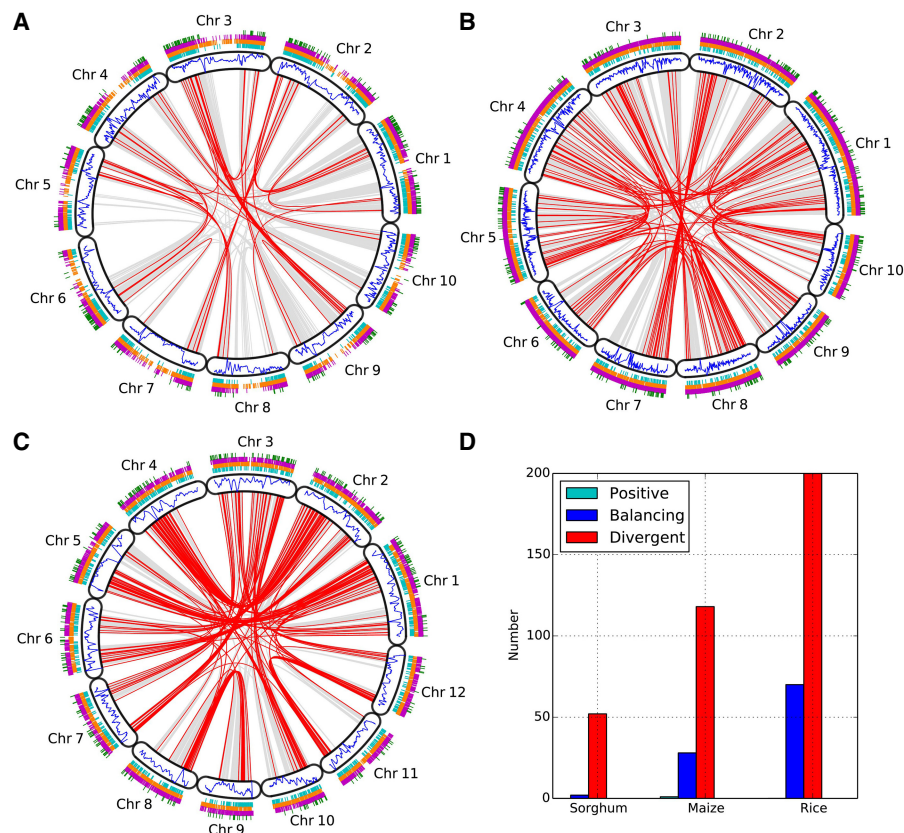 A
Chr 3
Chr 2
Chr 4
Chr 1
Chr 5
Chr 10
Chr 6
Chr 9
Chr 7
Chr 8
B
Chr 3
Chr 2
Chr 4
Chr 1
Chr 5
Chr 10
Chr 6
Chr 9
Chr 7
Chr 8
C
Chr 3
Chr 4
Chr 2
Chr 5
Chr 1
Chr 6
Chr 12
Chr 7
Chr 11
Chr 8
Chr 10
Chr 9
D
200
150
100
50
0
Number
Positive
Balancing
Divergent
Sorghum
Maize
Rice